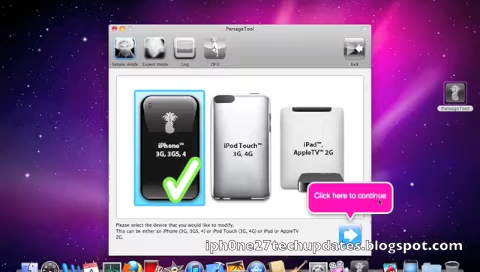 PwnageTool
Simple mode
Expert mode
Log
DFU
Exit
iPhone™
3G, 3GS, 4
iPod Touch™
3G, 4G
iPad™,
AppleTV™ 2G
Click here to continue
Please select the device that you would like to modify.
This can be either an iPhone (3G, 3GS, 4) or iPod Touch (3G, 4G) or iPad or AppleTV
2G.
PwnageTool
iph0ne27techupdates.blogspot.com